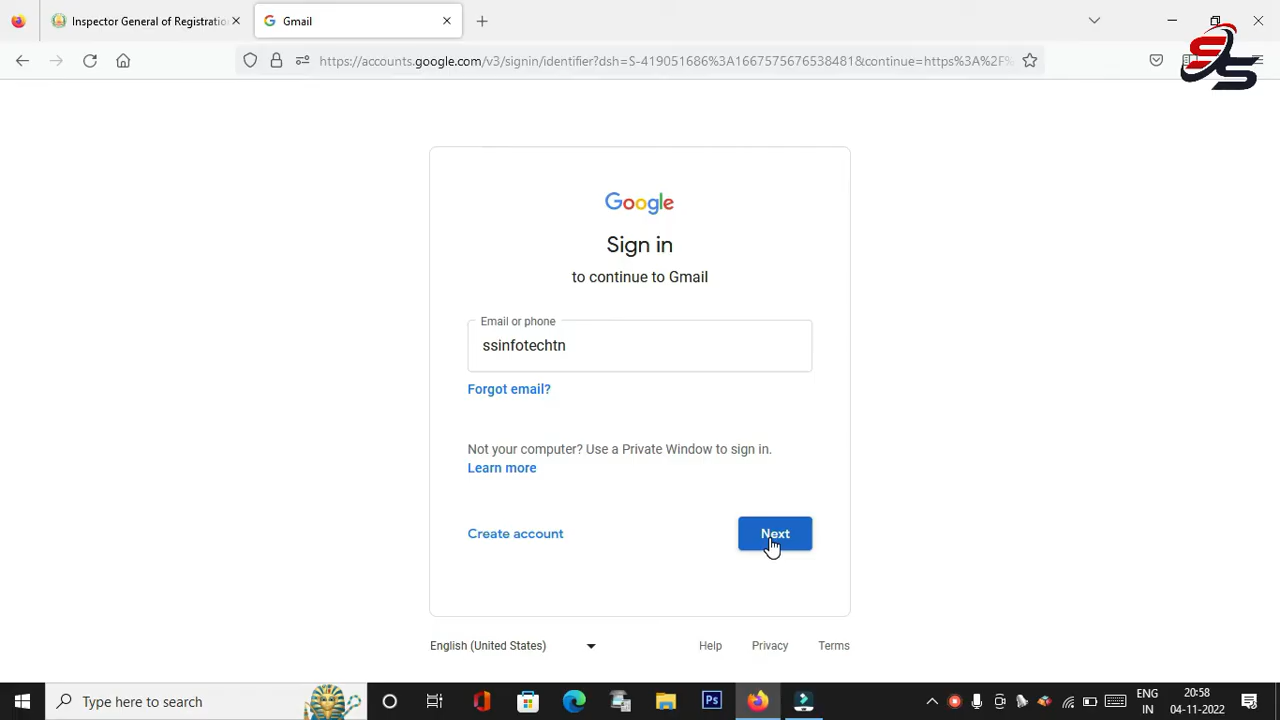 Inspector General of Registratio
Gmail
https://accounts.google.com/v3/signin/identifier?dsh=S-419051686%3A1667575676538481&continue=https%3A%2F%
SS
Google
Sign in
to continue to Gmail
Email or phone
ssinfotechtn
Forgot email?
Not your computer? Use a Private Window to sign in.
Learn more
Create account
Next
English (United States)
Help
Privacy
Terms
Type here to search
Ps
ENG
IN
20:58
04-11-2022